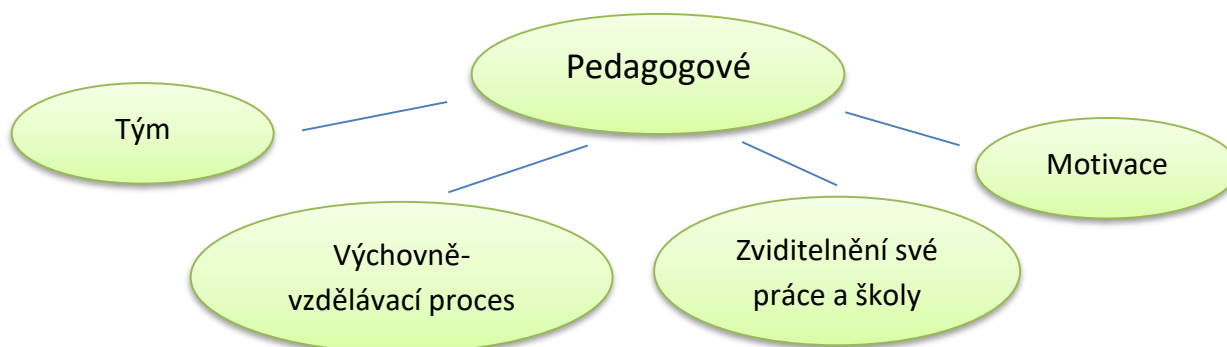 Pedagogové
Tým
Motivace
Výchovně-
vzdělávací proces
Zviditelnění své
práce a školy